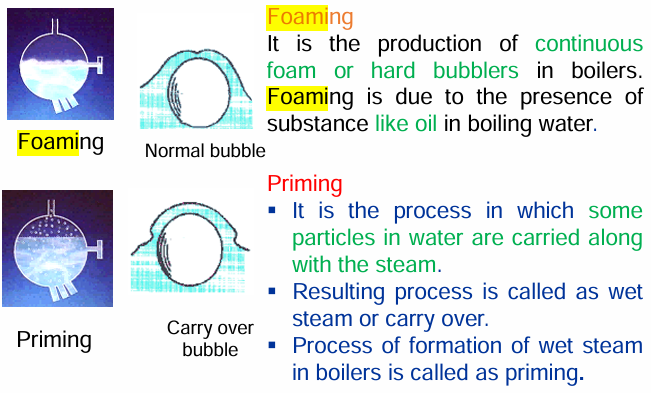 Foaming
It is the production of continuous
foam or hard bubblers in boilers.
Foaming is due to the presence of
substance like oil in boiling water.
Foaming
Normal bubble
Priming
▪ It is the process in which some
particles in water are carried along
with the steam.
▪ Resulting process is called as wet
steam or carry over.
▪ Process of formation of wet steam
in boilers is called as priming.
Priming
Carry over
bubble